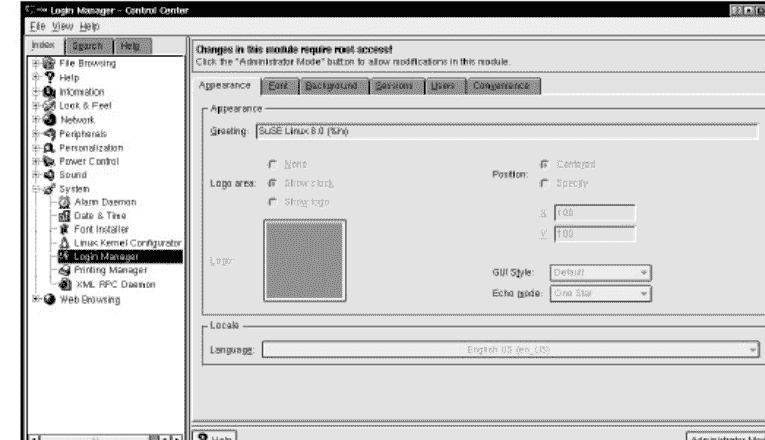 Login Manager - Control Center
File View Help
Index Search Help
File Browsing
Help
Information
Look & Feel
Network
Peripherals
Personalization
Power Control
Sound
System
Alarm Daemon
Date & Time
Font Installer
Linux Kernel Configurator
Login Manager
Printing Manager
XML RPC Daemon
Web Browsing
Changes in this module require root access!
Click the "Administrator Mode" button to allow modifications in this module.
Appearance Font Background Sessions Users Convenience
Appearance
Greeting: SuSE Linux 8.0 (%n)
Logo area:
None
Show clock
Show logo
Position:
Centered
Specify
X: 100
Y: 100
Logo:
GUI Style: Default
Echo mode: One Star
Locale
Language: English US (en_US)
Help